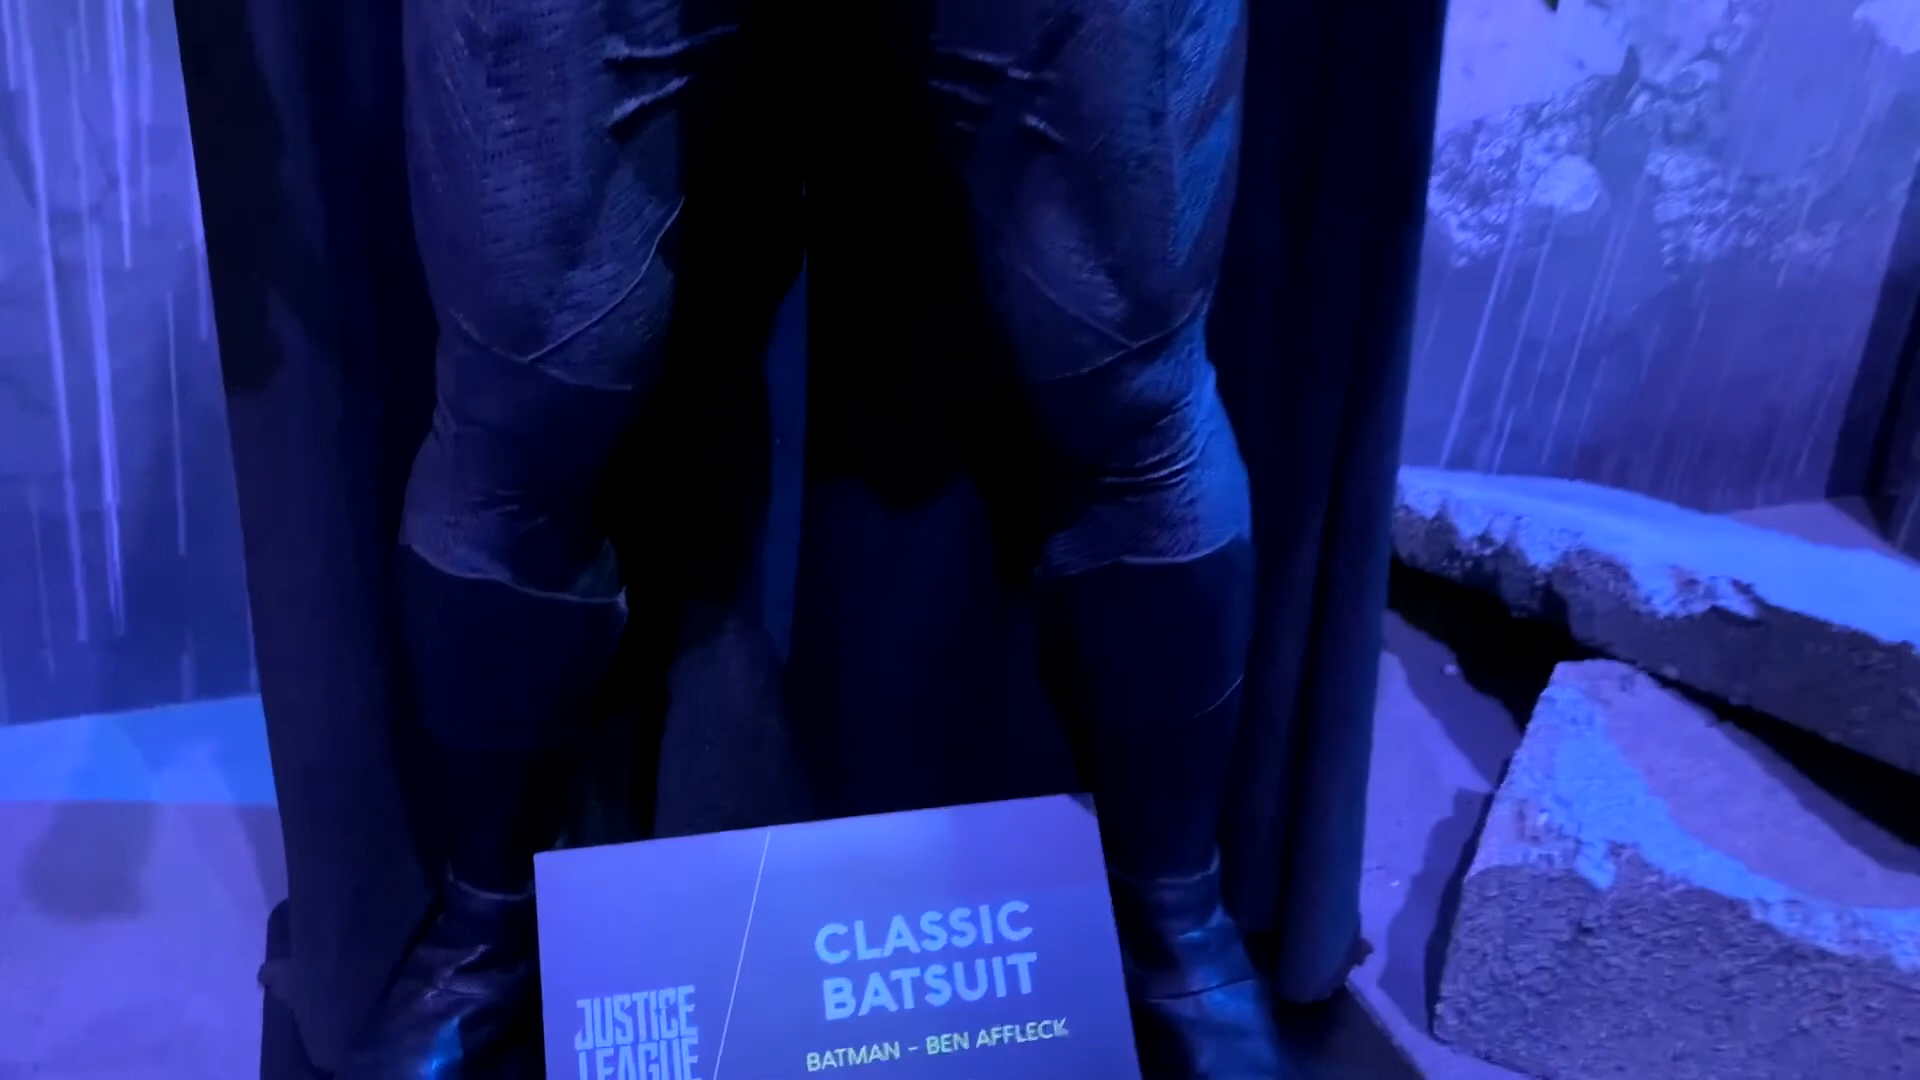 JUSTICE
LEAGUE
CLASSIC
BATSUIT
BATMAN - BEN AFFLECK